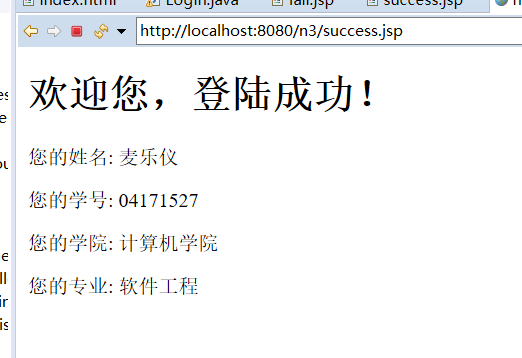 index.html
Login.java
fail.jsp
success.jsp
http://localhost:8080/n3/success.jsp
欢迎您，登陆成功！
您的姓名: 麦乐仪
您的学号: 04171527
您的学院: 计算机学院
您的专业: 软件工程